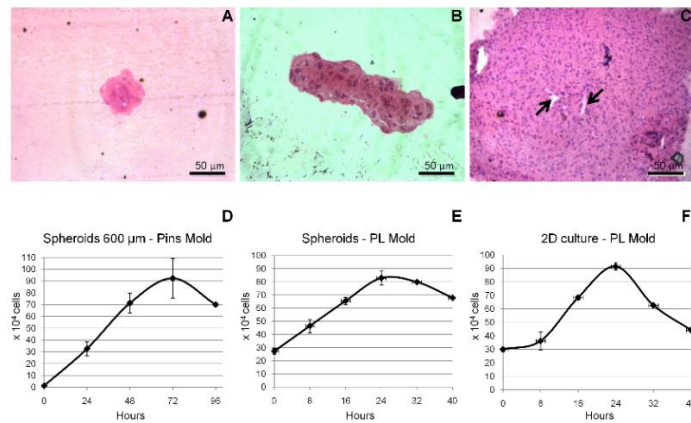 A
50 µm
B
50 µm
C
50 µm
D
Spheroids 600 µm - Pins Mold
x 10⁴ cells
110
100
90
80
70
60
50
40
30
20
10
0
0 24 48 72 96
Hours
E
Spheroids - PL Mold
x 10⁴ cells
100
90
80
70
60
50
40
30
20
10
0
0 8 16 24 32 40
Hours
F
2D culture - PL Mold
x 10⁴ cells
100
90
80
70
60
50
40
30
20
10
0
0 8 16 24 32
Hours